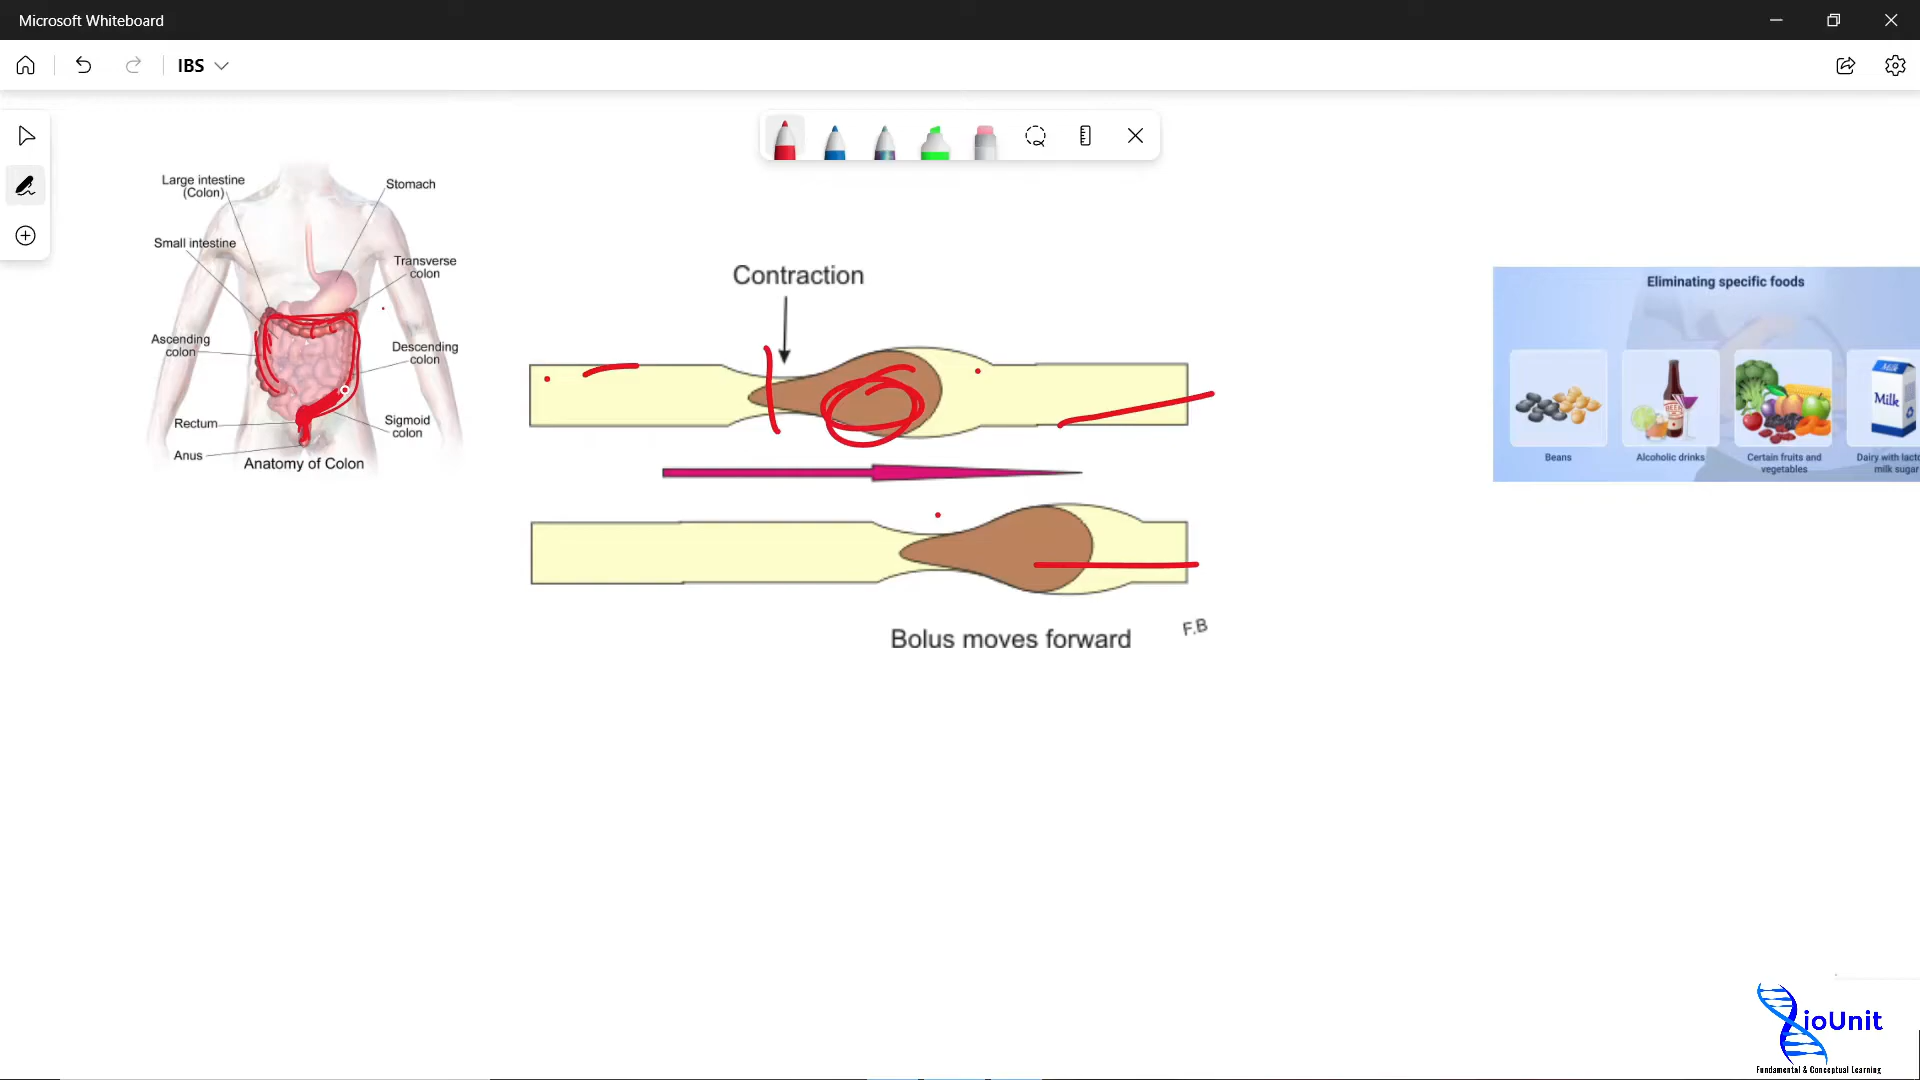 Microsoft Whiteboard
IBS
Large intestine
(Colon)
Stomach
Small intestine
Transverse
colon
Ascending
colon
Descending
colon
Rectum
Sigmoid
colon
Anus
Anatomy of Colon
Contraction
Bolus moves forward
F.B
Eliminating specific foods
Milk
Beans
Alcoholic drinks
Certain fruits and
vegetables
Dairy with lacto
milk sugar
ioUnit
Fundamental & Conceptual Learning